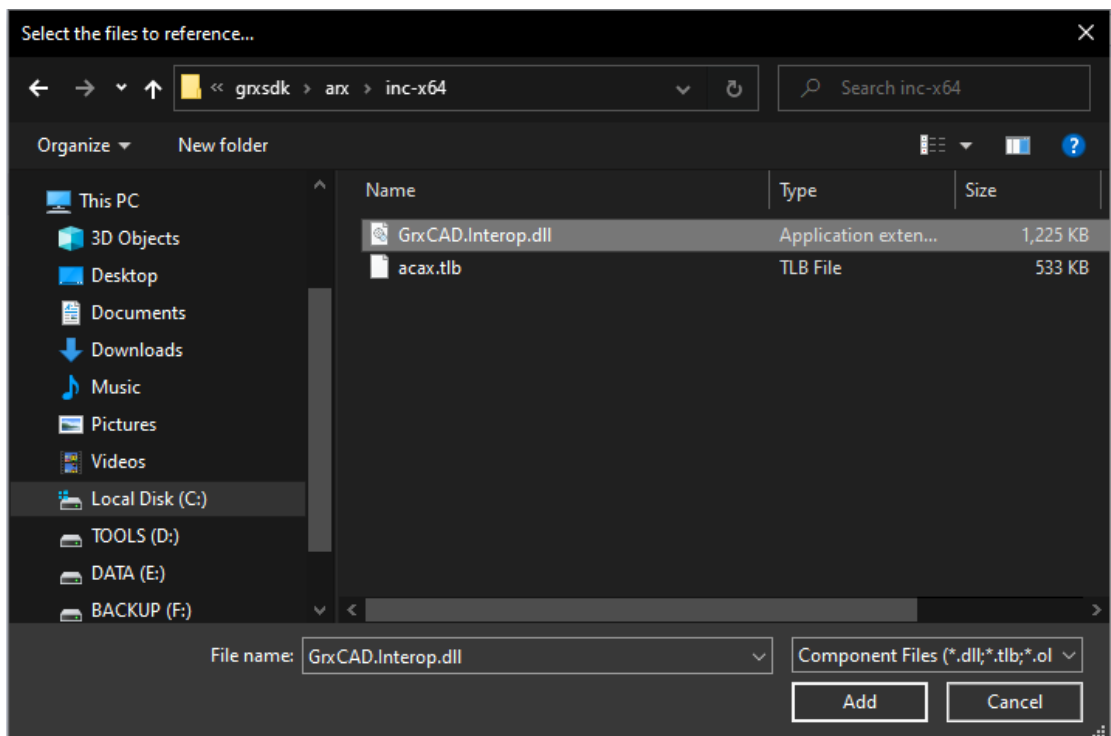 Select the files to reference...
« grxsdk › arx › inc-x64
Search inc-x64
Organize New folder
Name Type Size
This PC
3D Objects
Desktop
Documents
Downloads
Music
Pictures
Videos
Local Disk (C:)
TOOLS (D:)
DATA (E:)
BACKUP (F:)
GrxCAD.Interop.dll Application exten... 1,225 KB
acax.tlb TLB File 533 KB
File name: GrxCAD.Interop.dll
Component Files (*.dll;*.tlb;*.ol
Add Cancel